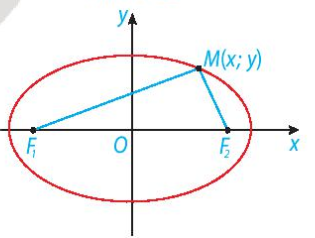 y
M(x; y)
F₁ O F₂ x